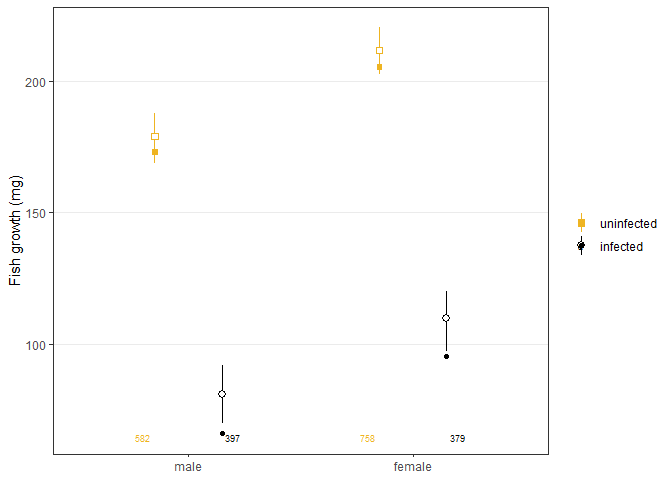 200
150
100
Fish growth (mg)
582 397 758 379
male female
uninfected
infected